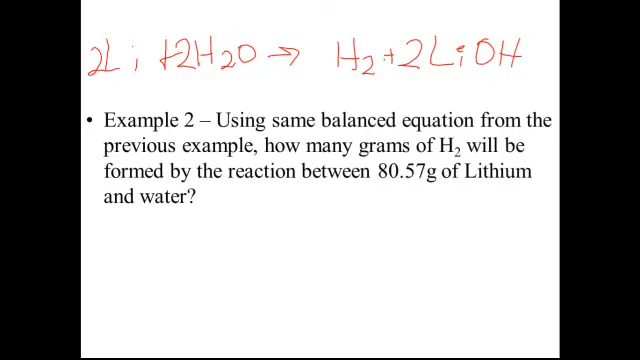 2Li + 2H₂O → H₂ + 2LiOH
• Example 2 – Using same balanced equation from the
previous example, how many grams of H₂ will be
formed by the reaction between 80.57g of Lithium
and water?